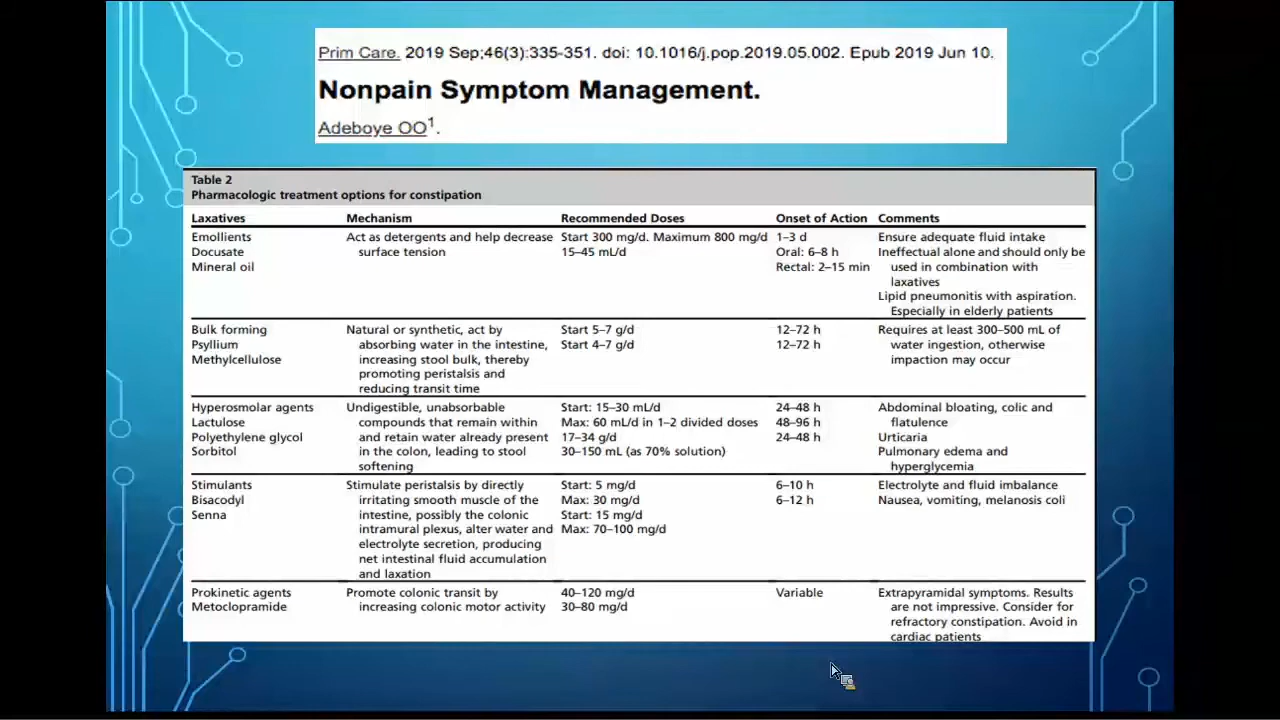 Prim Care. 2019 Sep;46(3):335-351. doi: 10.1016/j.pop.2019.05.002. Epub 2019 Jun 10.
Nonpain Symptom Management.
Adeboye OO1.
Table 2
Pharmacologic treatment options for constipation
Laxatives Mechanism Recommended Doses Onset of Action Comments
Emollients Act as detergents and help decrease Start 300 mg/d. Maximum 800 mg/d 1–3 d Ensure adequate fluid intake
Docusate surface tension 15–45 mL/d Oral: 6–8 h Ineffectual alone and should only be
Mineral oil Rectal: 2–15 min used in combination with
laxatives
Lipid pneumonitis with aspiration.
Especially in elderly patients
Bulk forming Natural or synthetic, act by Start 5–7 g/d 12–72 h Requires at least 300–500 mL of
Psyllium absorbing water in the intestine, Start 4–7 g/d 12–72 h water ingestion, otherwise
Methylcellulose increasing stool bulk, thereby impaction may occur
promoting peristalsis and
reducing transit time
Hyperosmolar agents Undigestible, unabsorbable Start: 15–30 mL/d 24–48 h Abdominal bloating, colic and
Lactulose compounds that remain within Max: 60 mL/d in 1–2 divided doses 48–96 h flatulence
Polyethylene glycol and retain water already present 17–34 g/d 24–48 h Urticaria
Sorbitol in the colon, leading to stool 30–150 mL (as 70% solution) Pulmonary edema and
softening hyperglycemia
Stimulants Stimulate peristalsis by directly Start: 5 mg/d 6–10 h Electrolyte and fluid imbalance
Bisacodyl irritating smooth muscle of the Max: 30 mg/d 6–12 h Nausea, vomiting, melanosis coli
Senna intestine, possibly the colonic Start: 15 mg/d
intramural plexus, alter water and Max: 70–100 mg/d
electrolyte secretion, producing
net intestinal fluid accumulation
and laxation
Prokinetic agents Promote colonic transit by 40–120 mg/d Variable Extrapyramidal symptoms. Results
Metoclopramide increasing colonic motor activity 30–80 mg/d are not impressive. Consider for
refractory constipation. Avoid in
cardiac patients